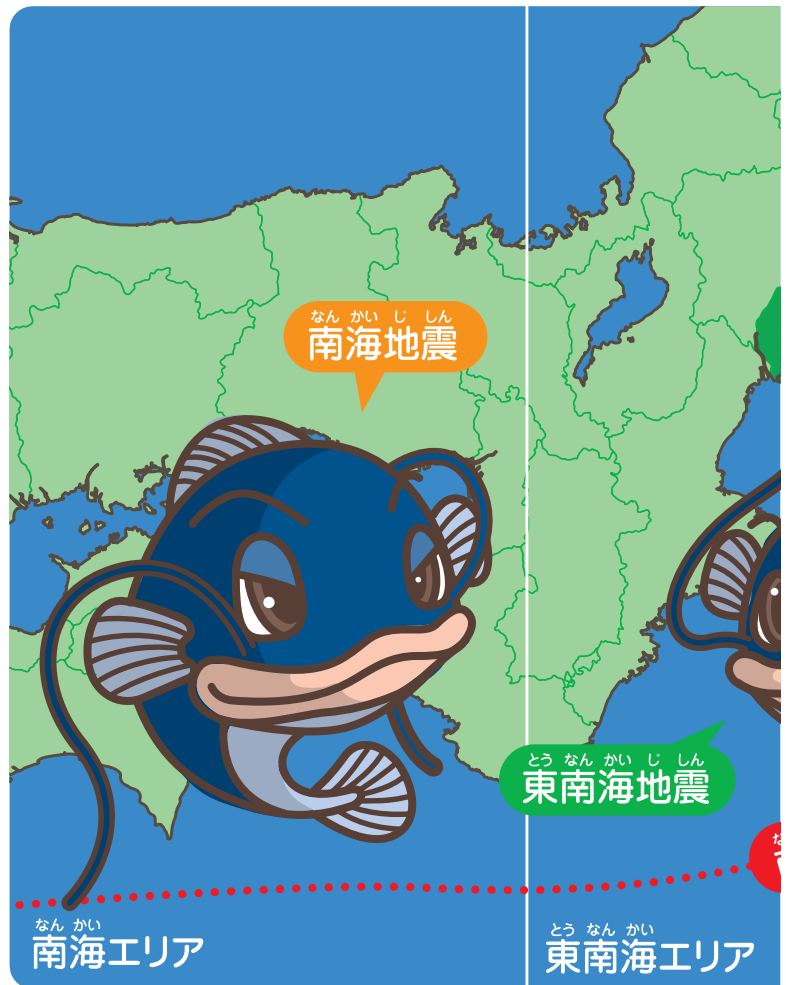 なん かい じ しん
南海地震
とう なん かい じ しん
東南海地震
なん かい
南海エリア
とう なん かい
東南海エリア